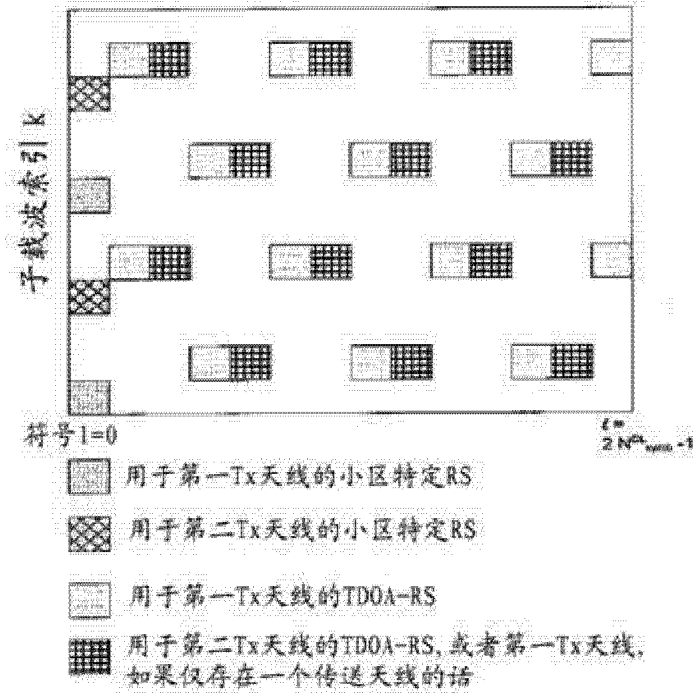 子载波索引 k
符号l=0
ℓ =
2 N^DL_symb -1
用于第一Tx天线的小区特定RS
用于第二Tx天线的小区特定RS
用于第一Tx天线的TDOA-RS
用于第二Tx天线的TDOA-RS,或者第一Tx天线,
如果仅存在一个传送天线的话